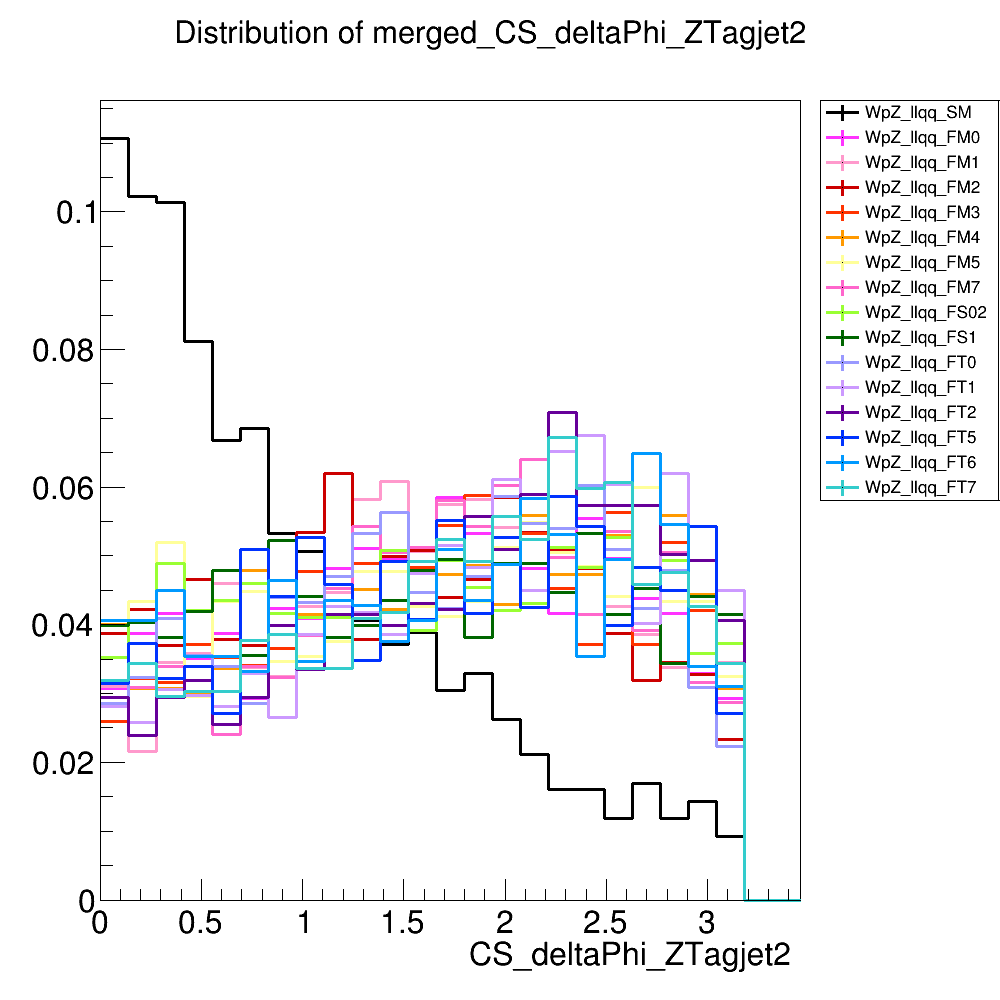 Distribution of merged_CS_deltaPhi_ZTagjet2
WpZ_llqq_SM
WpZ_llqq_FM0
WpZ_llqq_FM1
WpZ_llqq_FM2
WpZ_llqq_FM3
WpZ_llqq_FM4
WpZ_llqq_FM5
WpZ_llqq_FM7
WpZ_llqq_FS02
WpZ_llqq_FS1
WpZ_llqq_FT0
WpZ_llqq_FT1
WpZ_llqq_FT2
WpZ_llqq_FT5
WpZ_llqq_FT6
WpZ_llqq_FT7
0.1
0.08
0.06
0.04
0.02
0
0 0.5 1 1.5 2 2.5 3
CS_deltaPhi_ZTagjet2